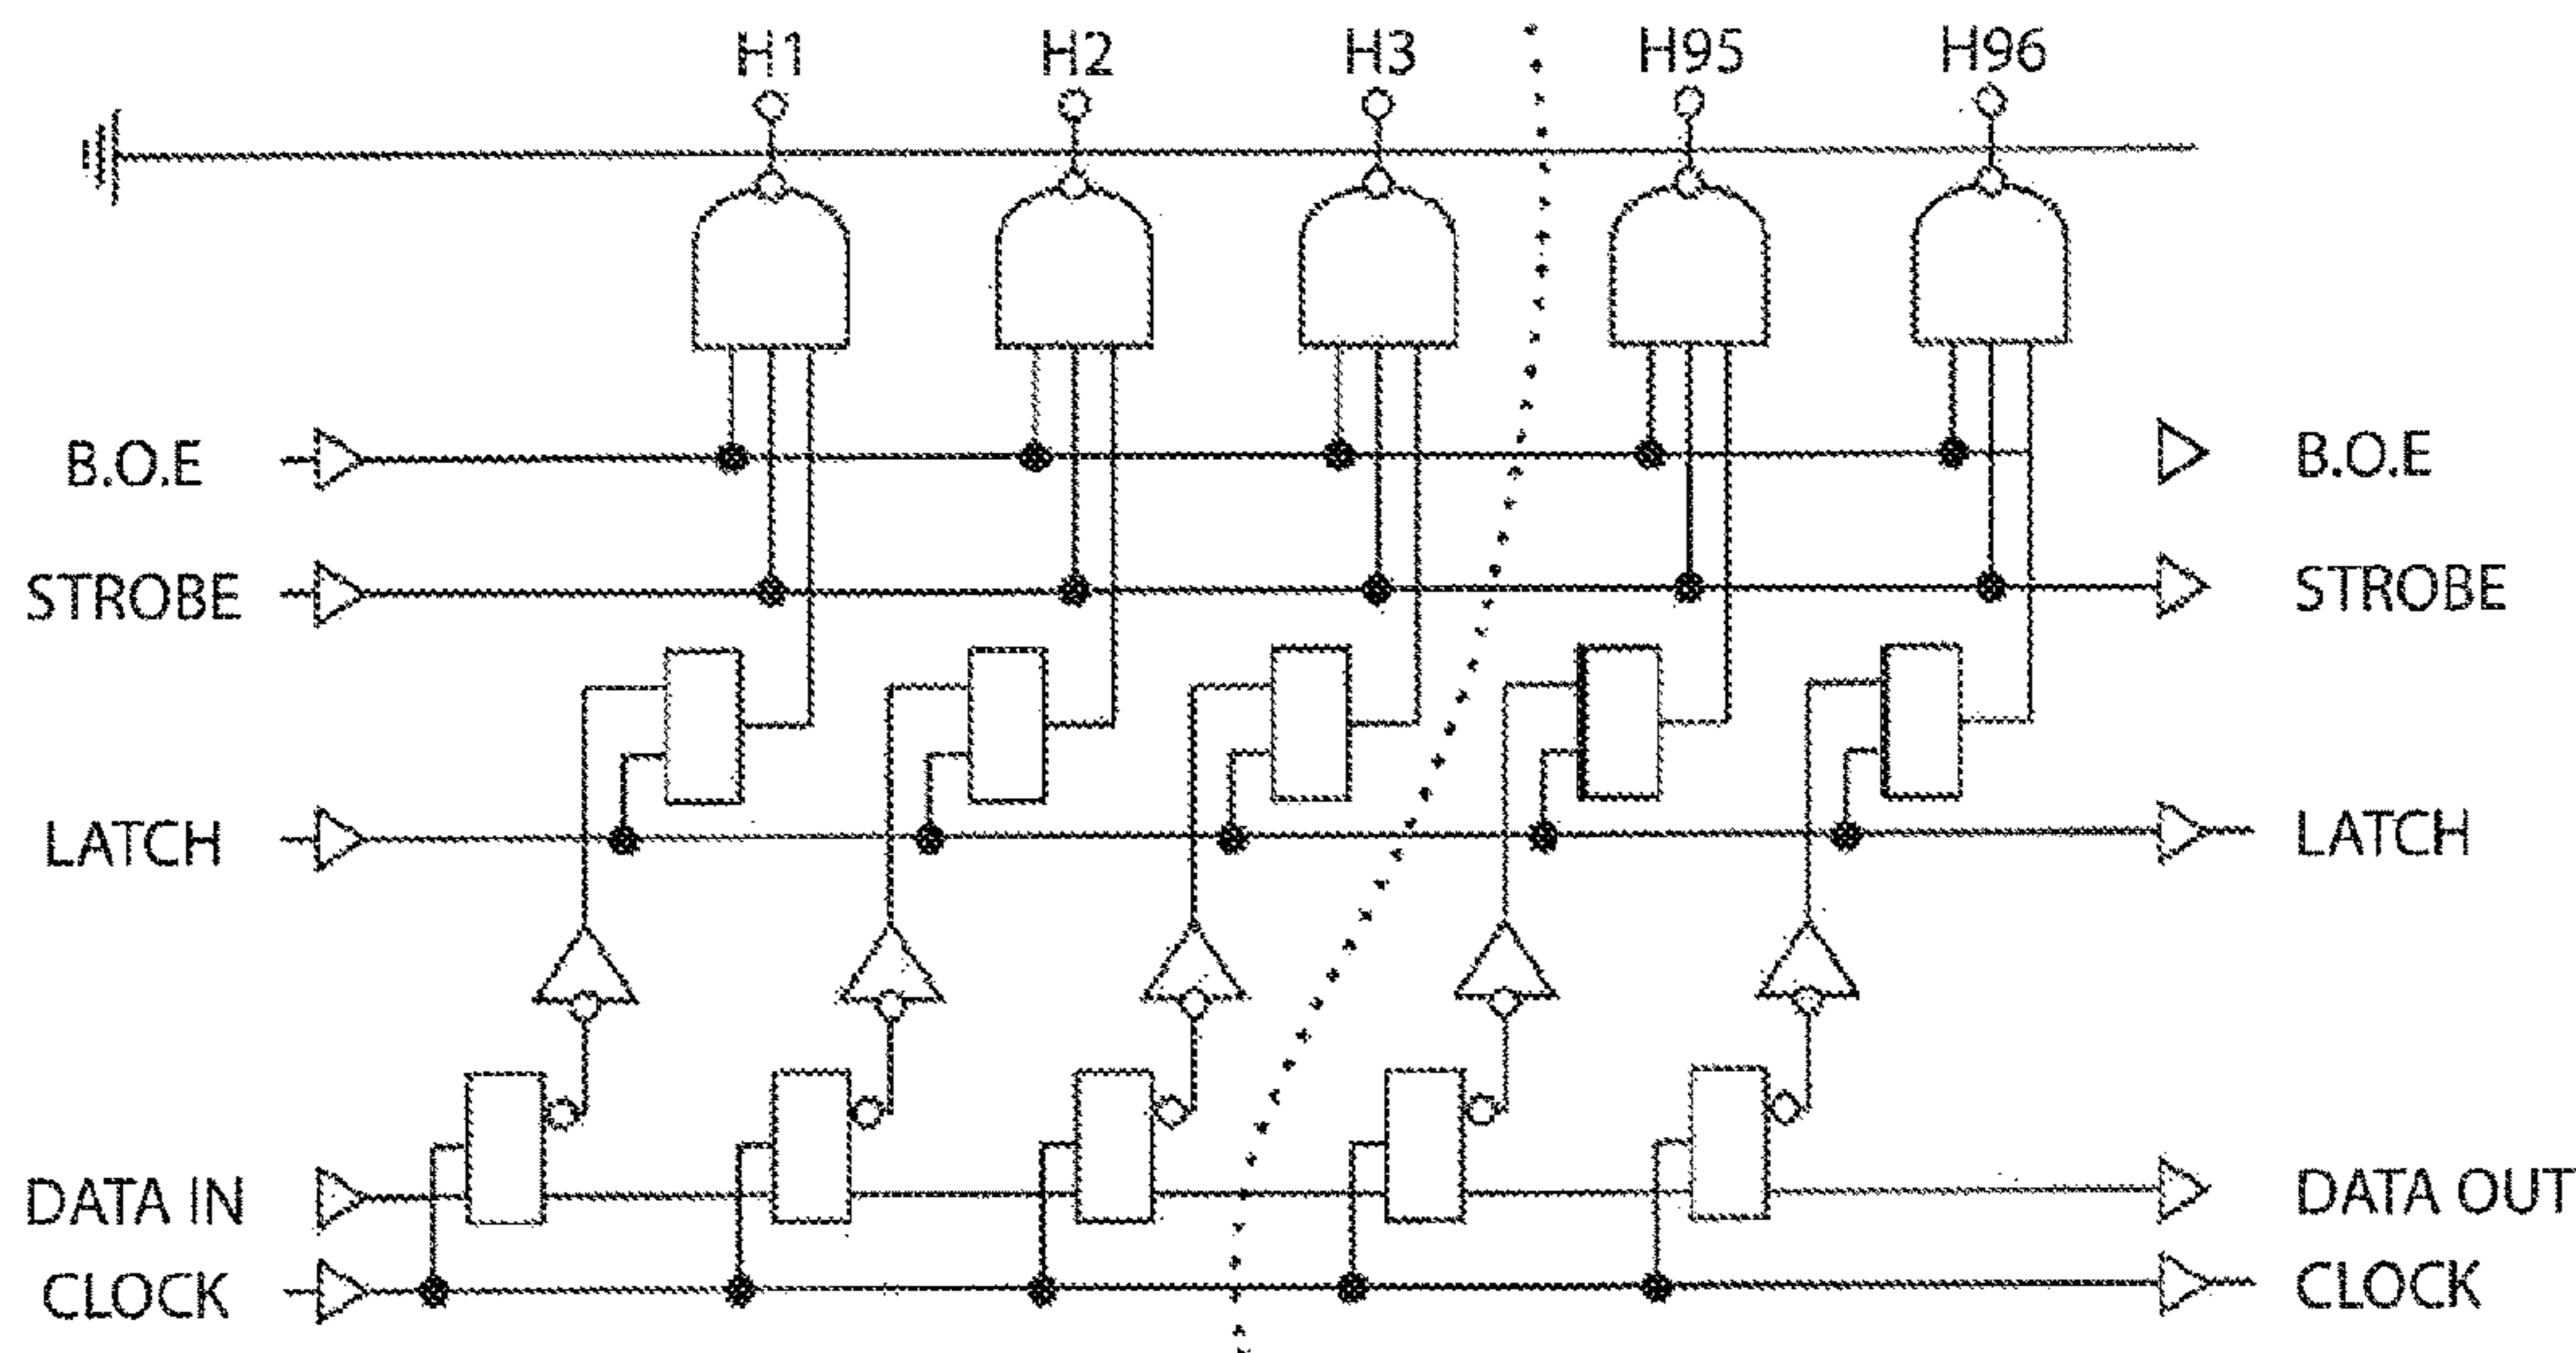 H1 H2 H3 H95 H96
B.O.E B.O.E
STROBE STROBE
LATCH LATCH
DATA IN DATA OUT
CLOCK CLOCK